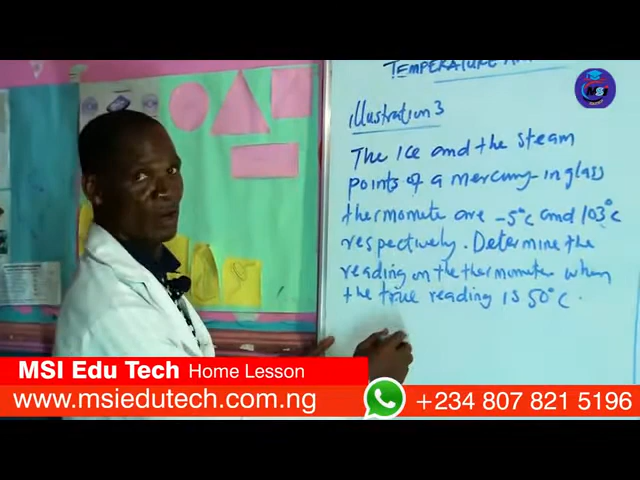 TEMPERATURE
MSI
illustration 3
The Ice and the steam
points of a mercury-in glass
thermometer are -5°c and 103°c
respectively. Determine the
reading on the thermometer when
the true reading is 50°c.
MSI Edu Tech Home Lesson
www.msiedutech.com.ng
+234 807 821 5196